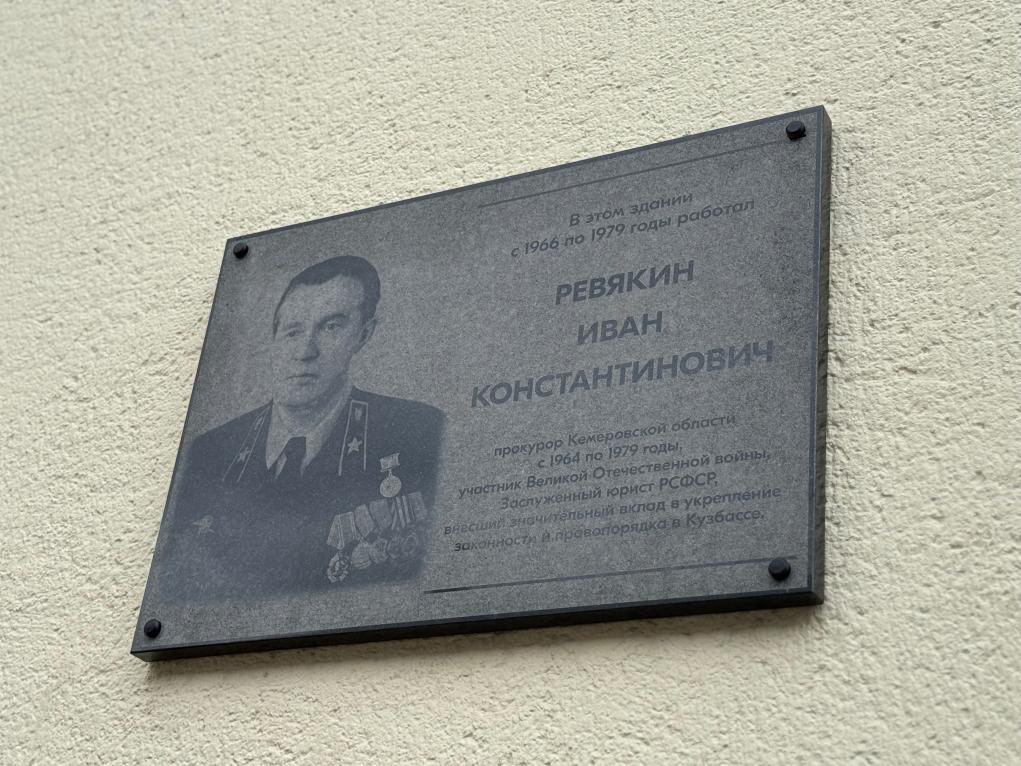 В этом здании
с 1966 по 1979 годы работал
РЕВЯКИН
ИВАН
КОНСТАНТИНОВИЧ
прокурор Кемеровской области
с 1964 по 1979 годы,
участник Великой Отечественной войны,
Заслуженный юрист РСФСР,
внесший значительный вклад в укрепление
законности и правопорядка в Кузбассе.